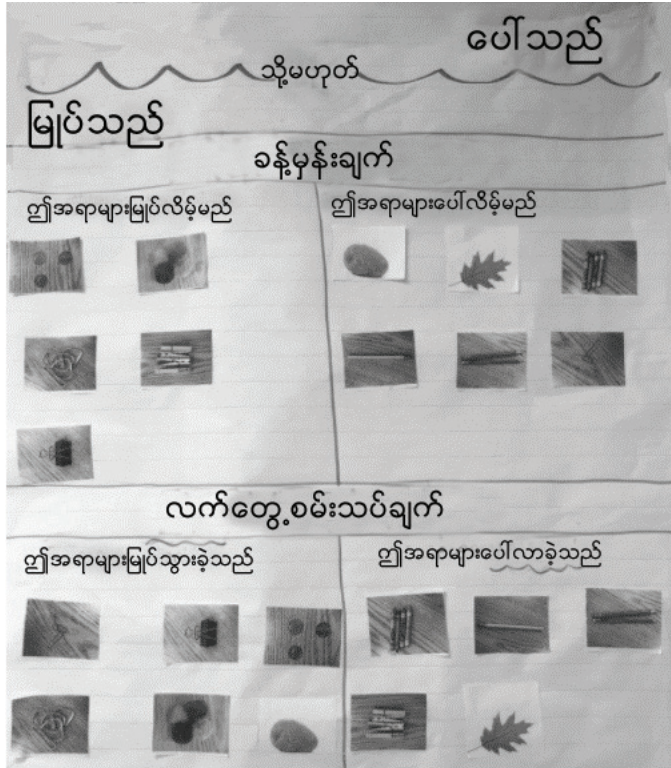 ပေါ်သည်
သို့မဟုတ်
မြုပ်သည်
ခန့်မှန်းချက်
ဤအရာများမြုပ်လိမ့်မည်
ဤအရာများပေါ်လိမ့်မည်
လက်တွေ့စမ်းသပ်ချက်
ဤအရာများမြုပ်သွားခဲ့သည်
ဤအရာများပေါ်လာခဲ့သည်